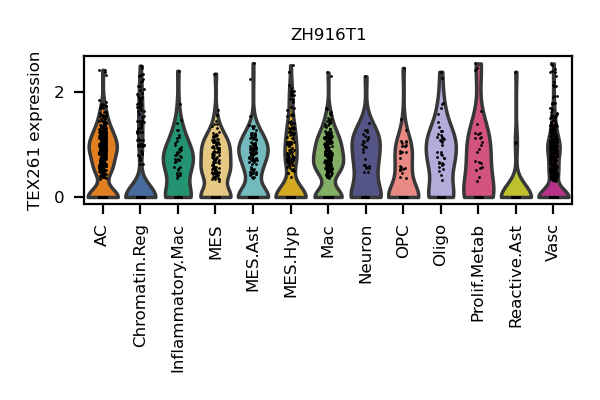 ZH916T1
TEX261 expression
2
0
AC
Chromatin.Reg
Inflammatory.Mac
MES
MES.Ast
MES.Hyp
Mac
Neuron
OPC
Oligo
Prolif.Metab
Reactive.Ast
Vasc